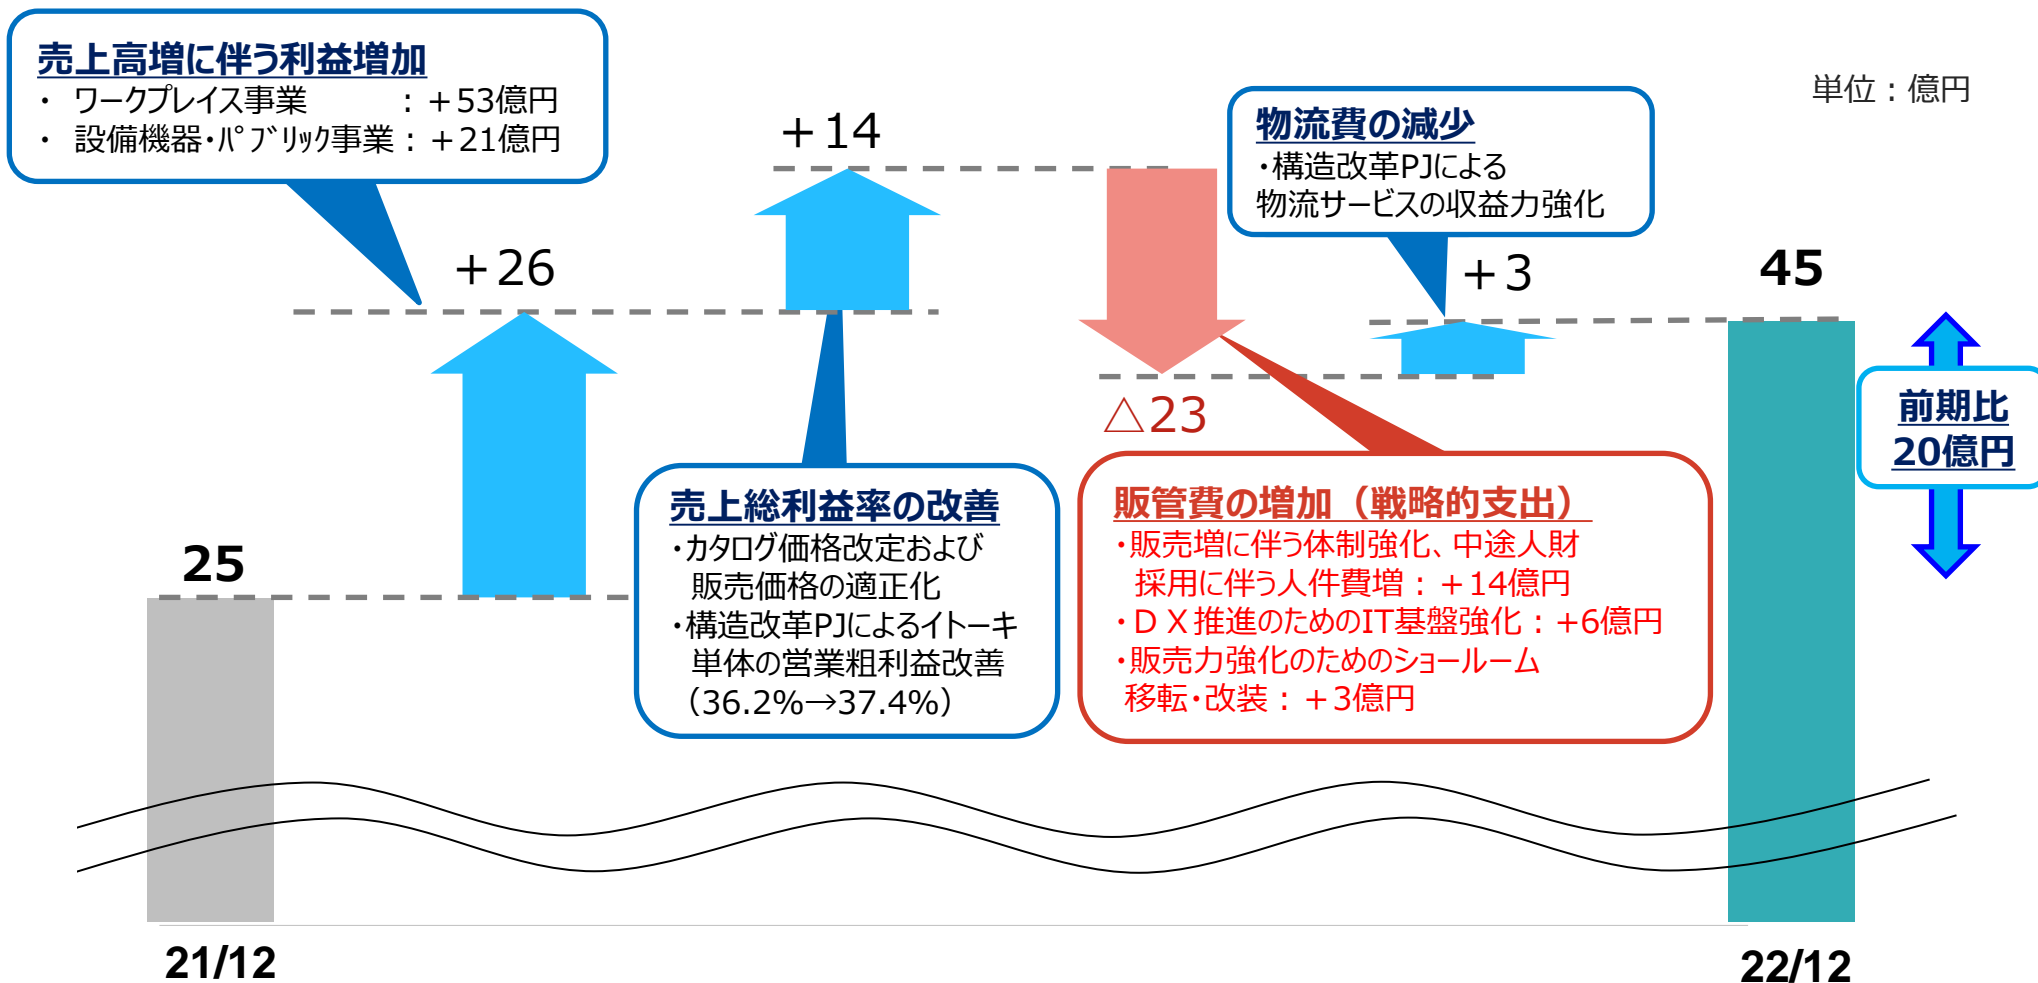 売上高増に伴う利益増加
・ ワークプレイス事業 : +53億円
・ 設備機器・パブリック事業 : +21億円
単位:億円
+14
物流費の減少
・構造改革PJによる
物流サービスの収益力強化
+26
+3
45
前期比
20億円
△23
売上総利益率の改善
・カタログ価格改定および
販売価格の適正化
・構造改革PJによるイトーキ
単体の営業粗利益改善
(36.2%→37.4%)
販管費の増加(戦略的支出)
・販売増に伴う体制強化、中途人財
採用に伴う人件費増:+14億円
・DX推進のためのIT基盤強化:+6億円
・販売力強化のためのショールーム
移転・改装:+3億円
25
21/12
22/12